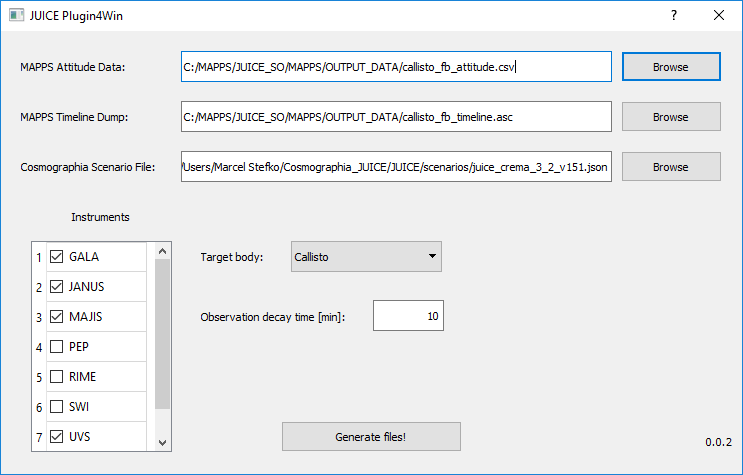 JUICE Plugin4Win
?
MAPPS Attitude Data:
C:/MAPPS/JUICE_SO/MAPPS/OUTPUT_DATA/callisto_fb_attitude.csv
Browse
MAPPS Timeline Dump:
C:/MAPPS/JUICE_SO/MAPPS/OUTPUT_DATA/callisto_fb_timeline.asc
Browse
Cosmographia Scenario File:
/Users/Marcel Stefko/Cosmographia_JUICE/JUICE/scenarios/juice_crema_3_2_v151.json
Browse
Instruments
1 GALA
2 JANUS
3 MAJIS
4 PEP
5 RIME
6 SWI
7 UVS
Target body:
Callisto
Observation decay time [min]:
10
Generate files!
0.0.2